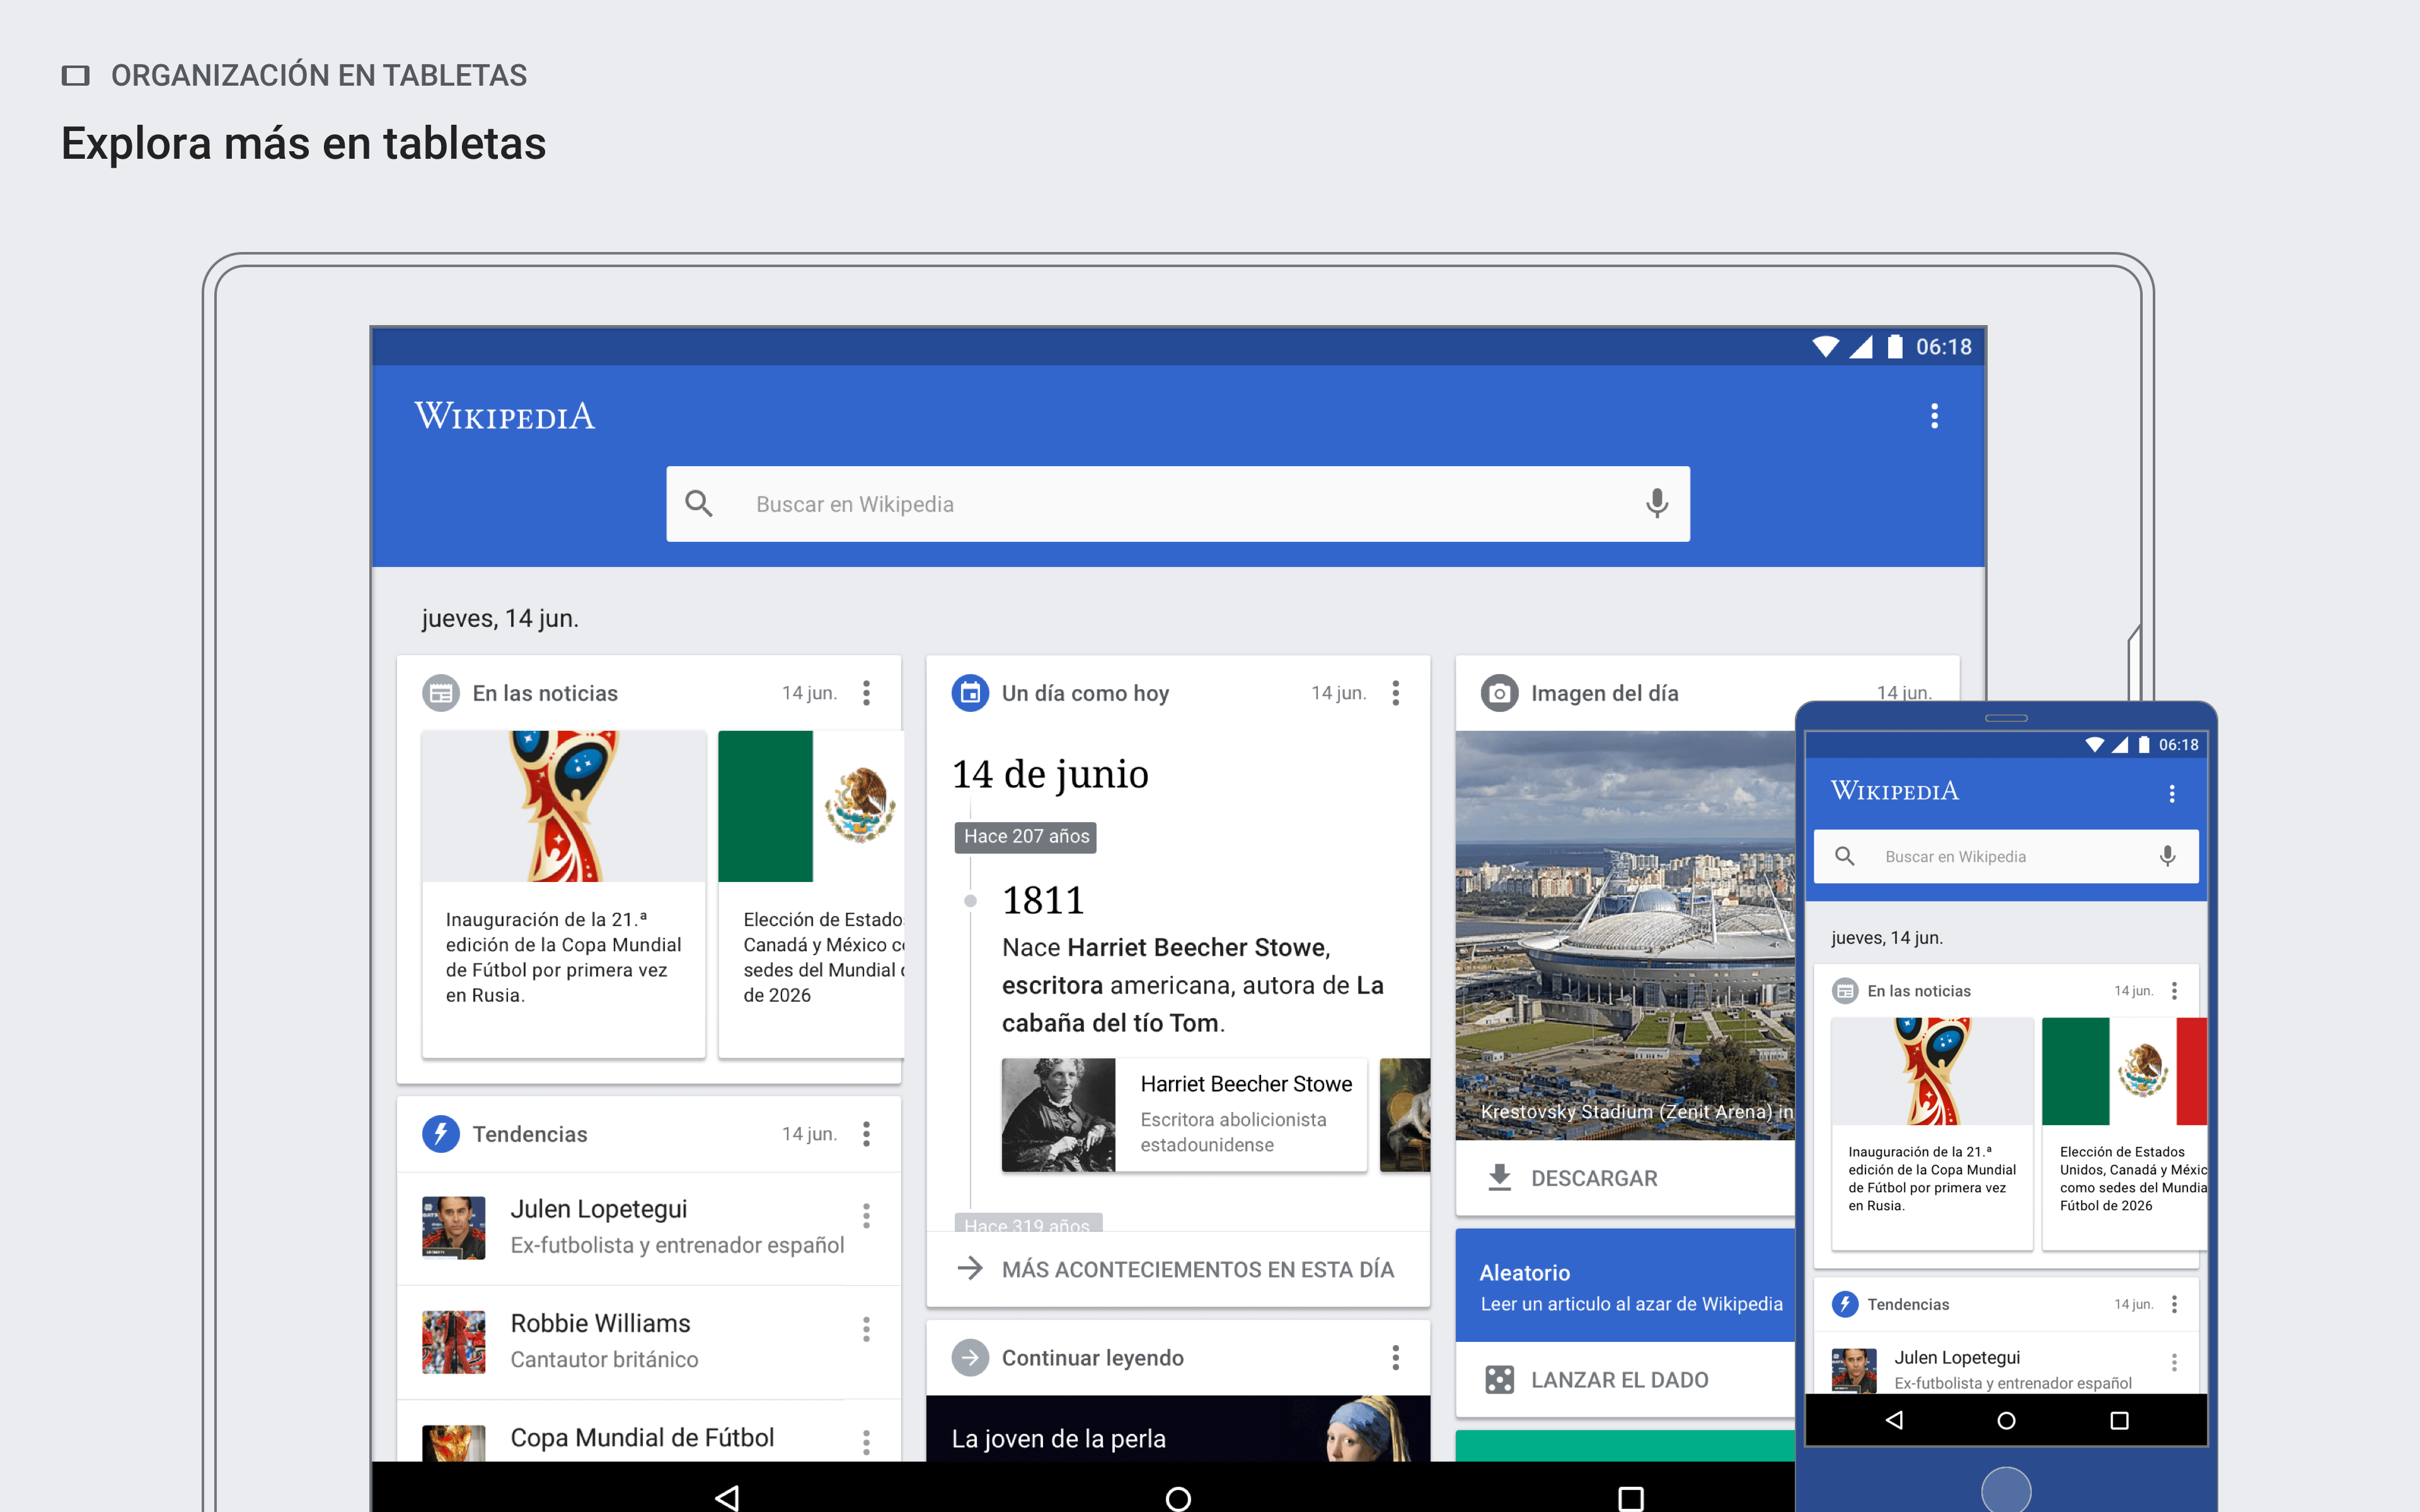 ORGANIZACIÓN EN TABLETAS
Explora más en tabletas
06:18
WIKIPEDIA
Buscar en Wikipedia
jueves, 14 jun.
En las noticias
14 jun.
Inauguración de la 21.ª
edición de la Copa Mundial
de Fútbol por primera vez
en Rusia.
Elección de Estado
Canadá y México
sedes del Mundial
de 2026
Tendencias
14 jun.
Julen Lopetegui
Ex-futbolista y entrenador español
Robbie Williams
Cantautor británico
Copa Mundial de Fútbol
Un día como hoy
14 jun.
14 de junio
Hace 207 años
1811
Nace Harriet Beecher Stowe,
escritora americana, autora de La
cabaña del tío Tom.
Harriet Beecher Stowe
Escritora abolicionista
estadounidense
Hace 319 años
MÁS ACONTECIEMENTOS EN ESTA DÍA
Continuar leyendo
La joven de la perla
Imagen del día
14 jun.
Krestovsky Stadium (Zenit Arena) in
DESCARGAR
Aleatorio
Leer un articulo al azar de Wikipedia
LANZAR EL DADO
06:18
WIKIPEDIA
Buscar en Wikipedia
jueves, 14 jun.
En las noticias
14 jun.
Inauguración de la 21.ª
edición de la Copa Mundial
de Fútbol por primera vez
en Rusia.
Elección de Estados
Unidos, Canadá y Méxic
como sedes del Mundia
Fútbol de 2026
Tendencias
14 jun.
Julen Lopetegui
Ex-futbolista y entrenador español